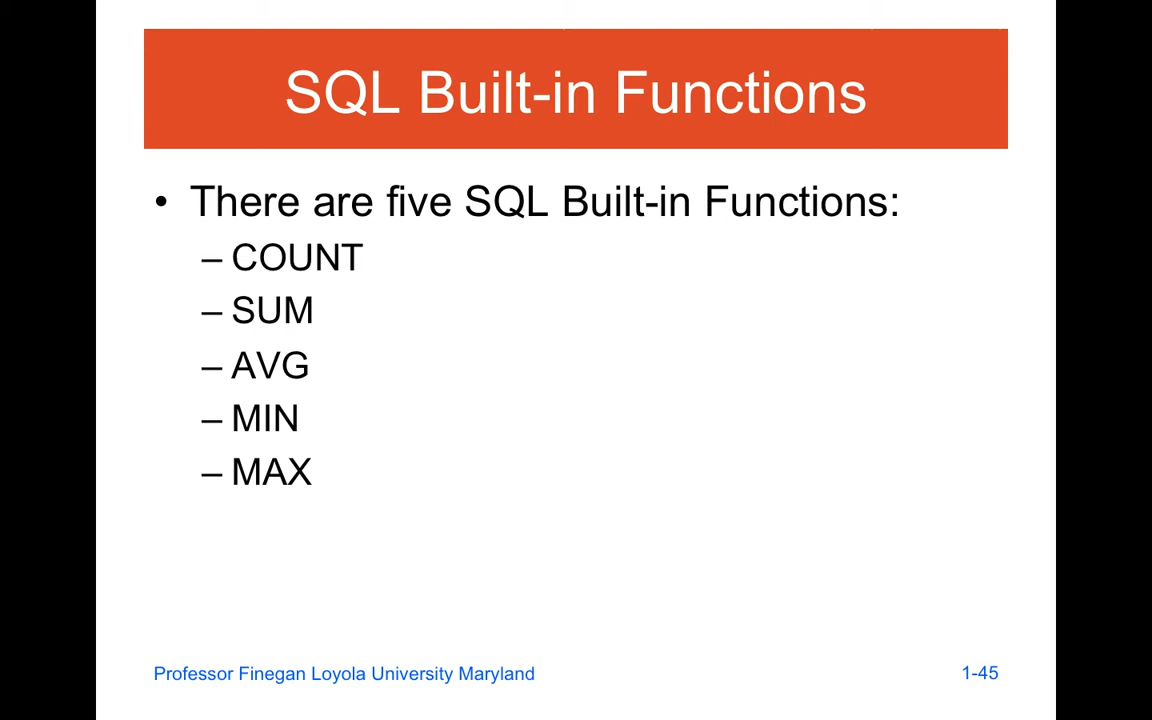 SQL Built-in Functions
• There are five SQL Built-in Functions:
– COUNT
– SUM
– AVG
– MIN
– MAX
Professor Finegan Loyola University Maryland
1-45